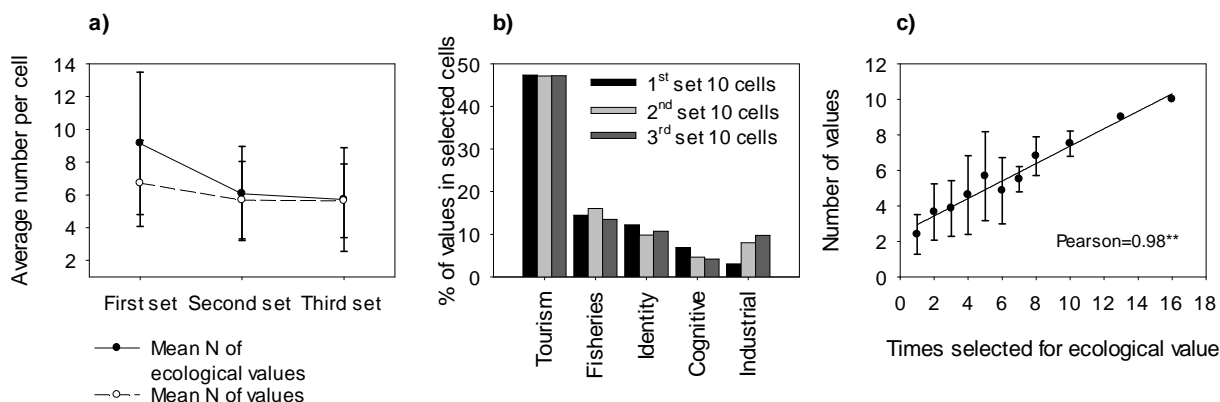 a)
Average number per cell
14
12
10
8
6
4
2
First set Second set Third set
Mean N of
ecological values
Mean N of values
b)
% of values in selected cells
50
40
30
20
10
0
1st set 10 cells
2nd set 10 cells
3rd set 10 cells
Tourism
Fisheries
Identity
Cognitive
Industrial
c)
Number of values
12
10
8
6
4
2
0
Pearson=0.98**
0 2 4 6 8 10 12 14 16 18
Times selected for ecological value